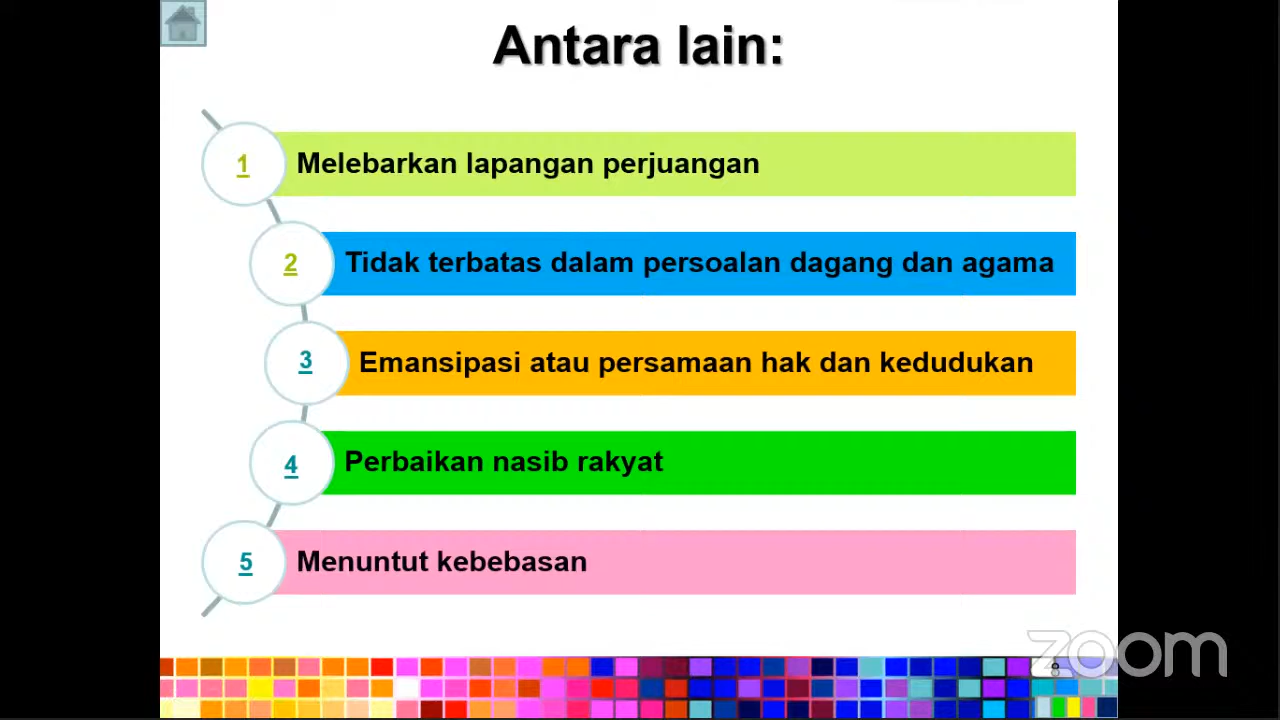 Antara lain:
1
Melebarkan lapangan perjuangan
2
Tidak terbatas dalam persoalan dagang dan agama
3
Emansipasi atau persamaan hak dan kedudukan
4
Perbaikan nasib rakyat
5
Menuntut kebebasan
zoom